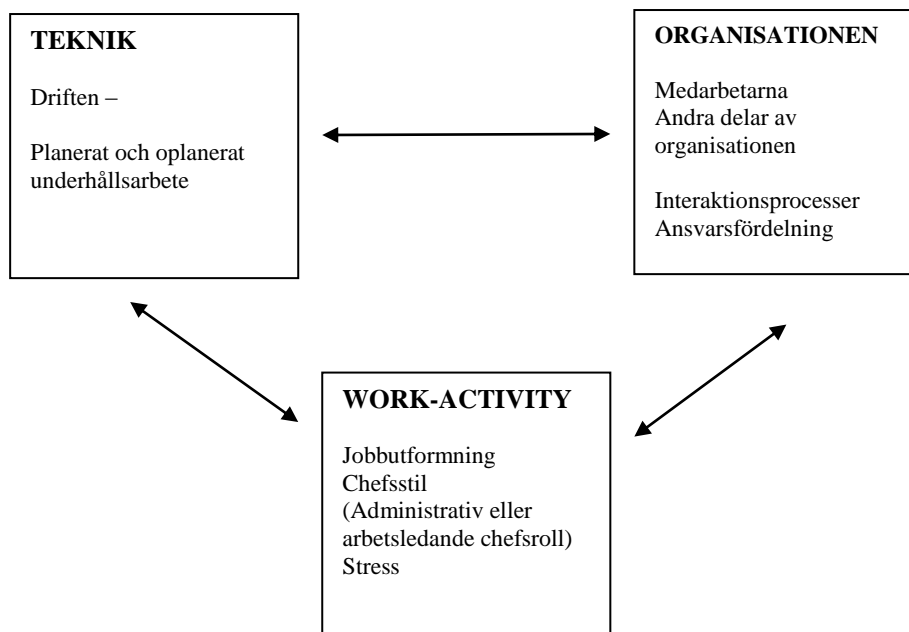 TEKNIK
Driften –
Planerat och oplanerat
underhållsarbete
ORGANISATIONEN
Medarbetarna
Andra delar av
organisationen
Interaktionsprocesser
Ansvarsfördelning
WORK-ACTIVITY
Jobbutformning
Chefsstil
(Administrativ eller
arbetsledande chefsroll)
Stress